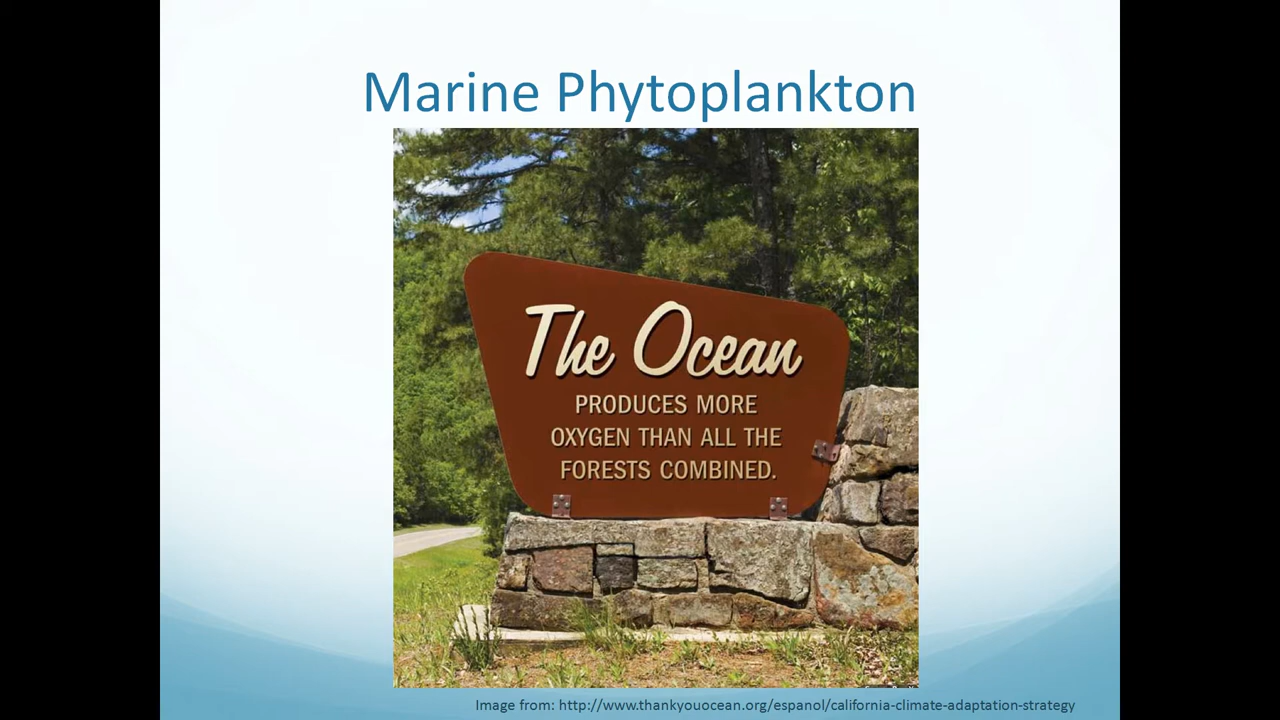 Marine Phytoplankton
The Ocean
PRODUCES MORE
OXYGEN THAN ALL THE
FORESTS COMBINED.
Image from: http://www.thankyouocean.org/espanol/california-climate-adaptation-strategy